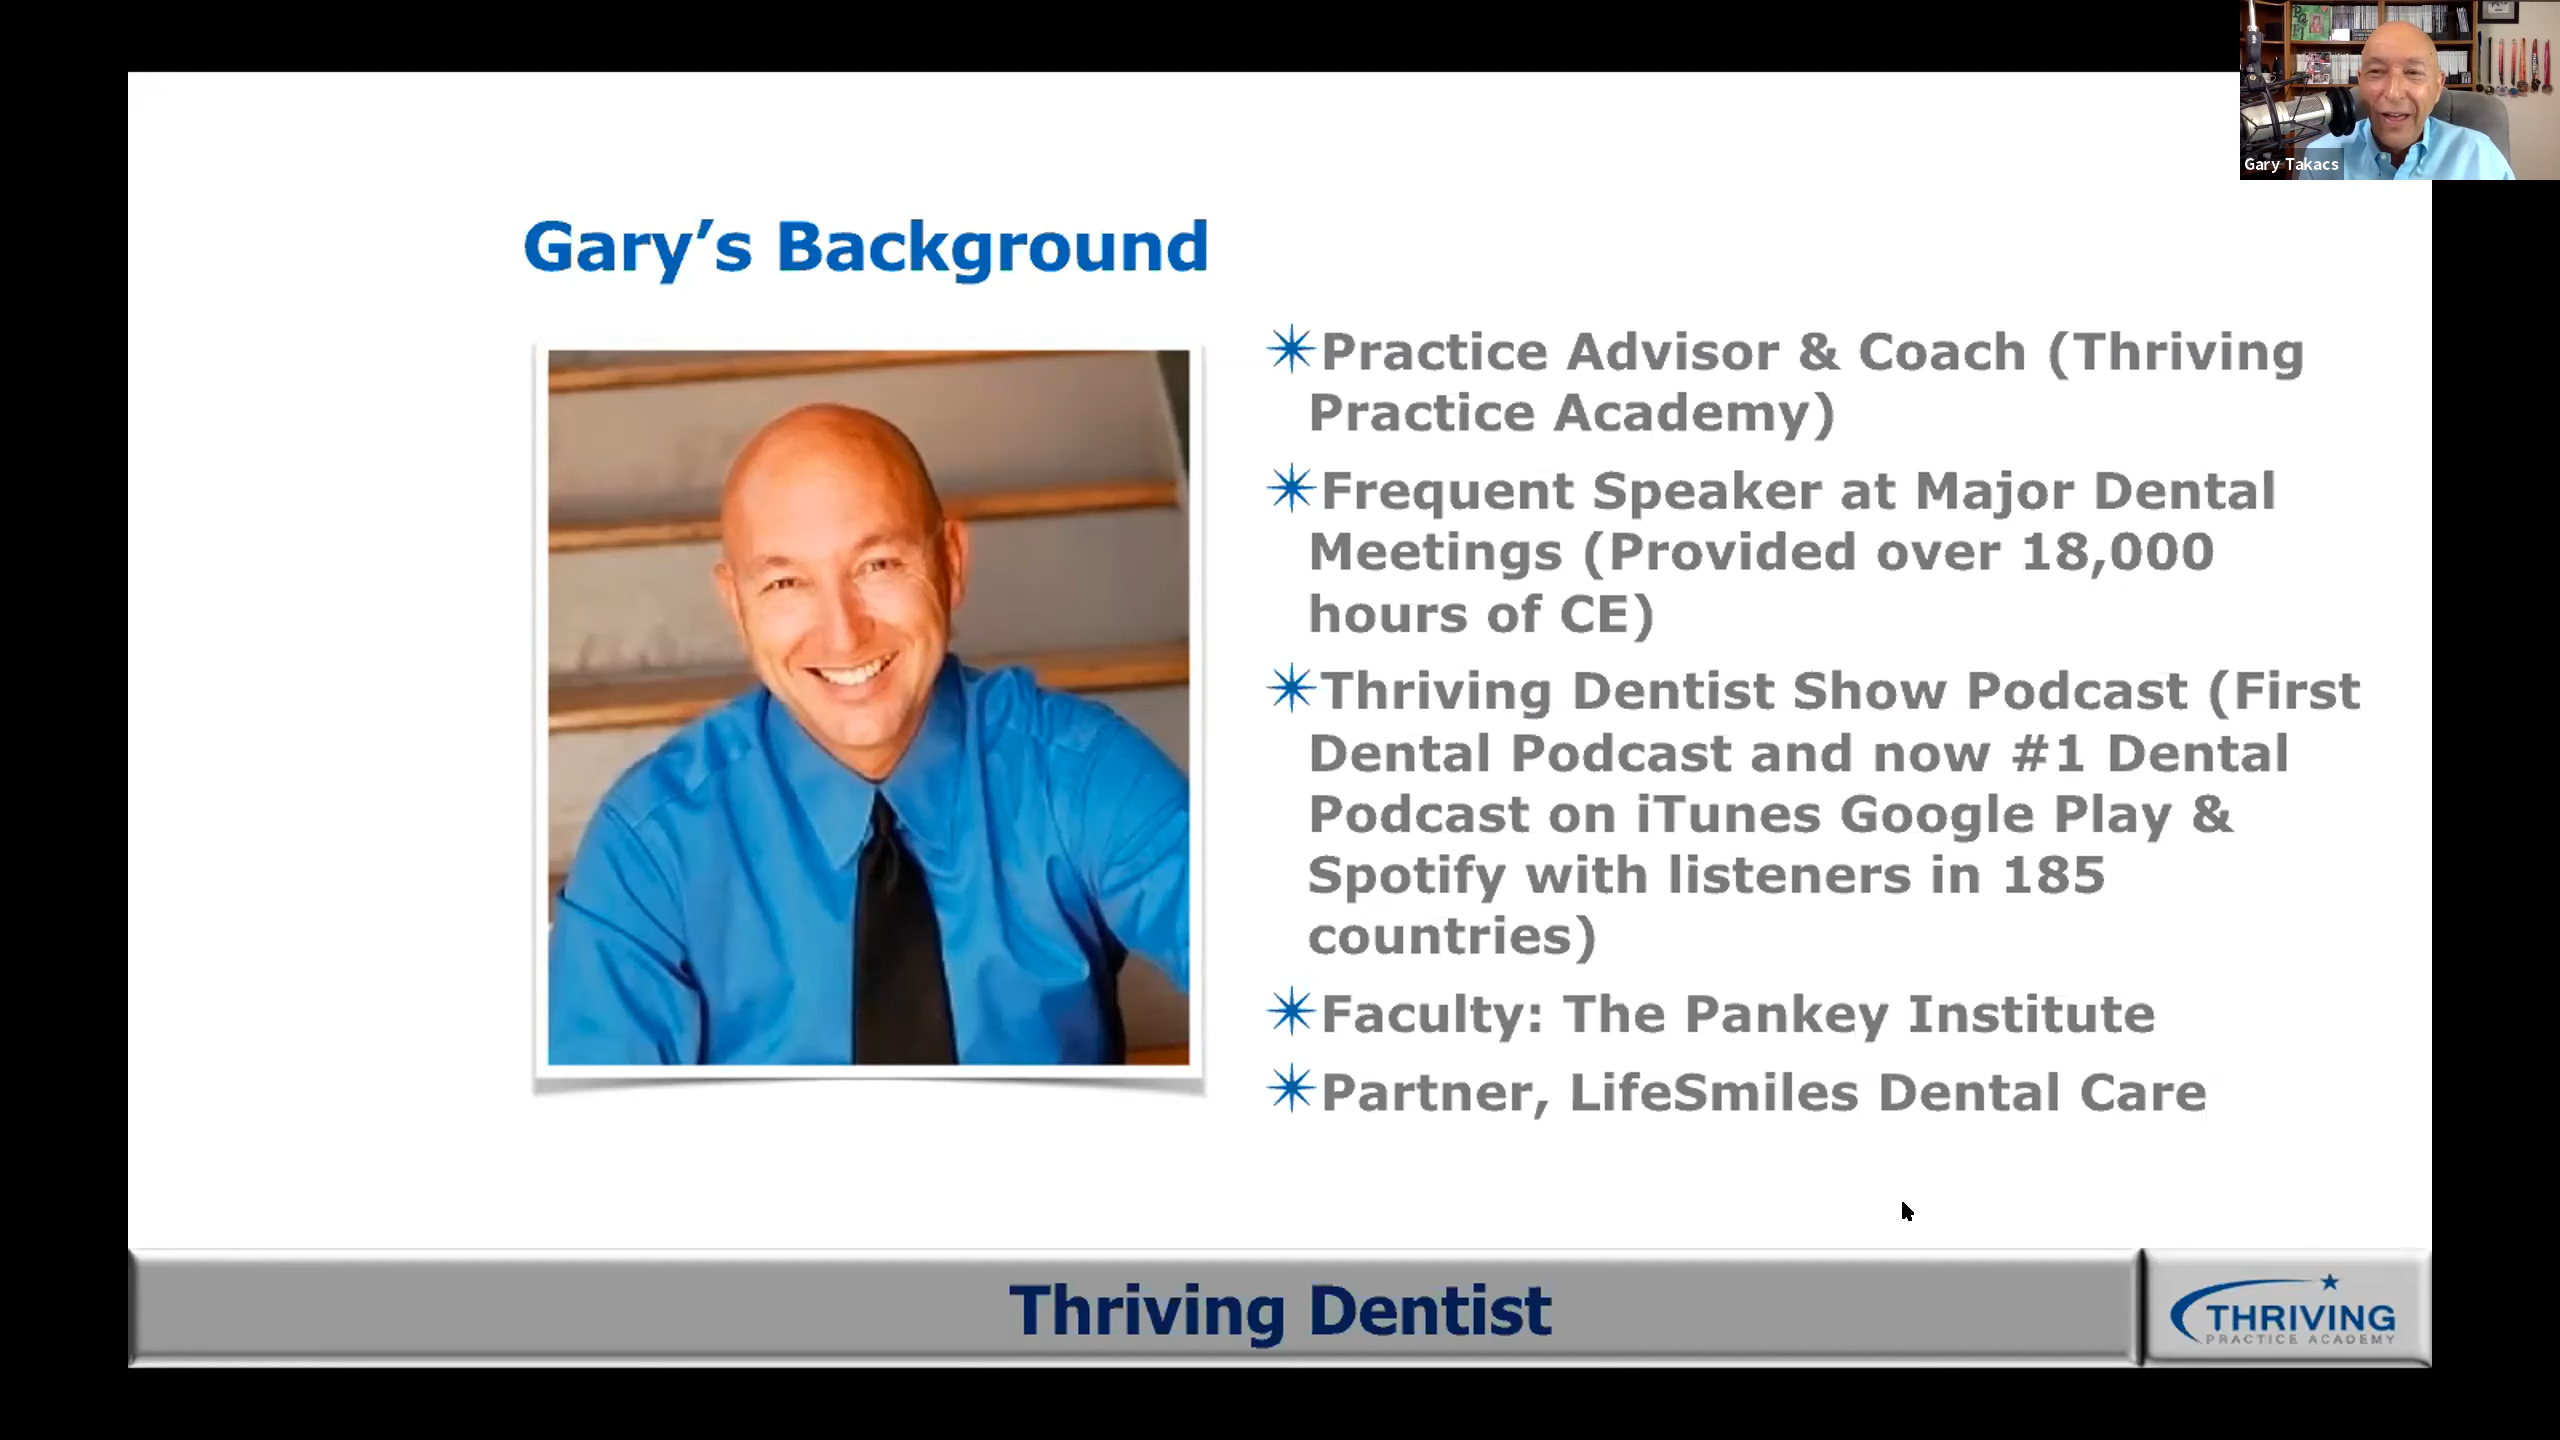 Gary Takacs
Gary’s Background
Practice Advisor & Coach (Thriving
Practice Academy)
Frequent Speaker at Major Dental
Meetings (Provided over 18,000
hours of CE)
Thriving Dentist Show Podcast (First
Dental Podcast and now #1 Dental
Podcast on iTunes Google Play &
Spotify with listeners in 185
countries)
Faculty: The Pankey Institute
Partner, LifeSmiles Dental Care
Thriving Dentist
THRIVING
PRACTICE ACADEMY